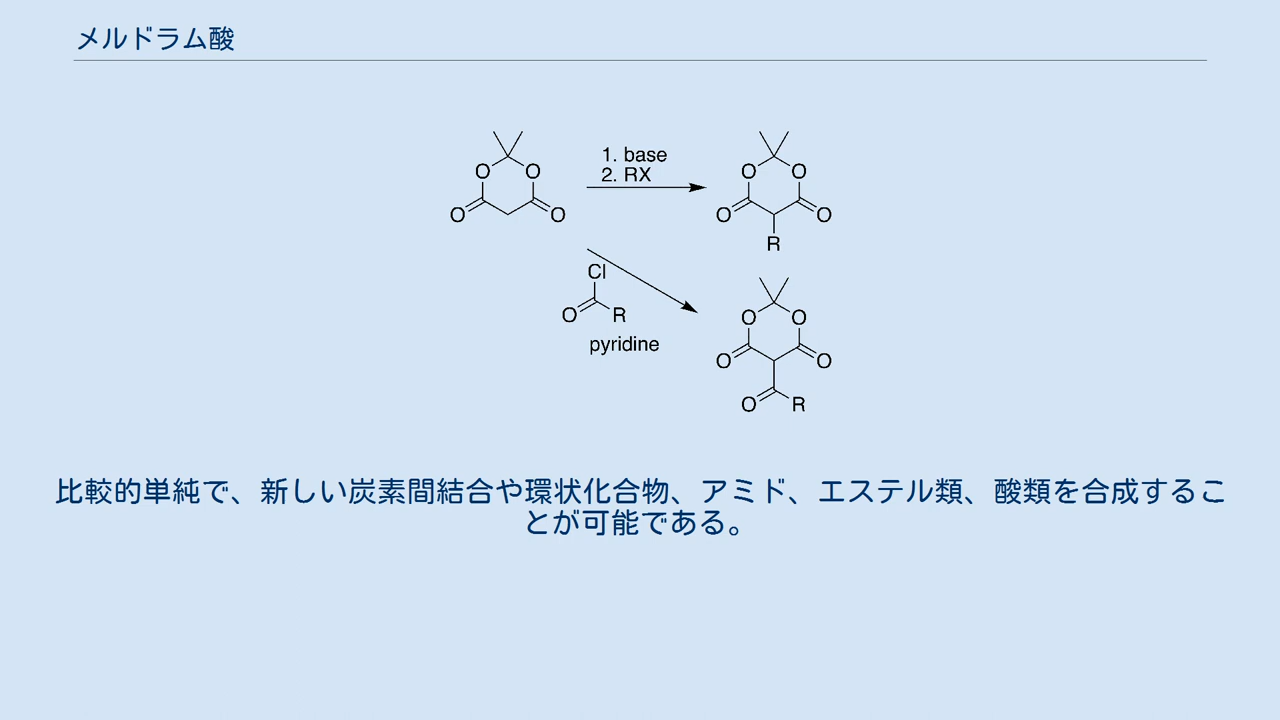 メルドラム酸
1. base
2. RX
O O
O O
O O
O O
R
Cl
O R
pyridine
O O
O O
O R
比較的単純で、新しい炭素間結合や環状化合物、アミド、エステル類、酸類を合成するこ
とが可能である。